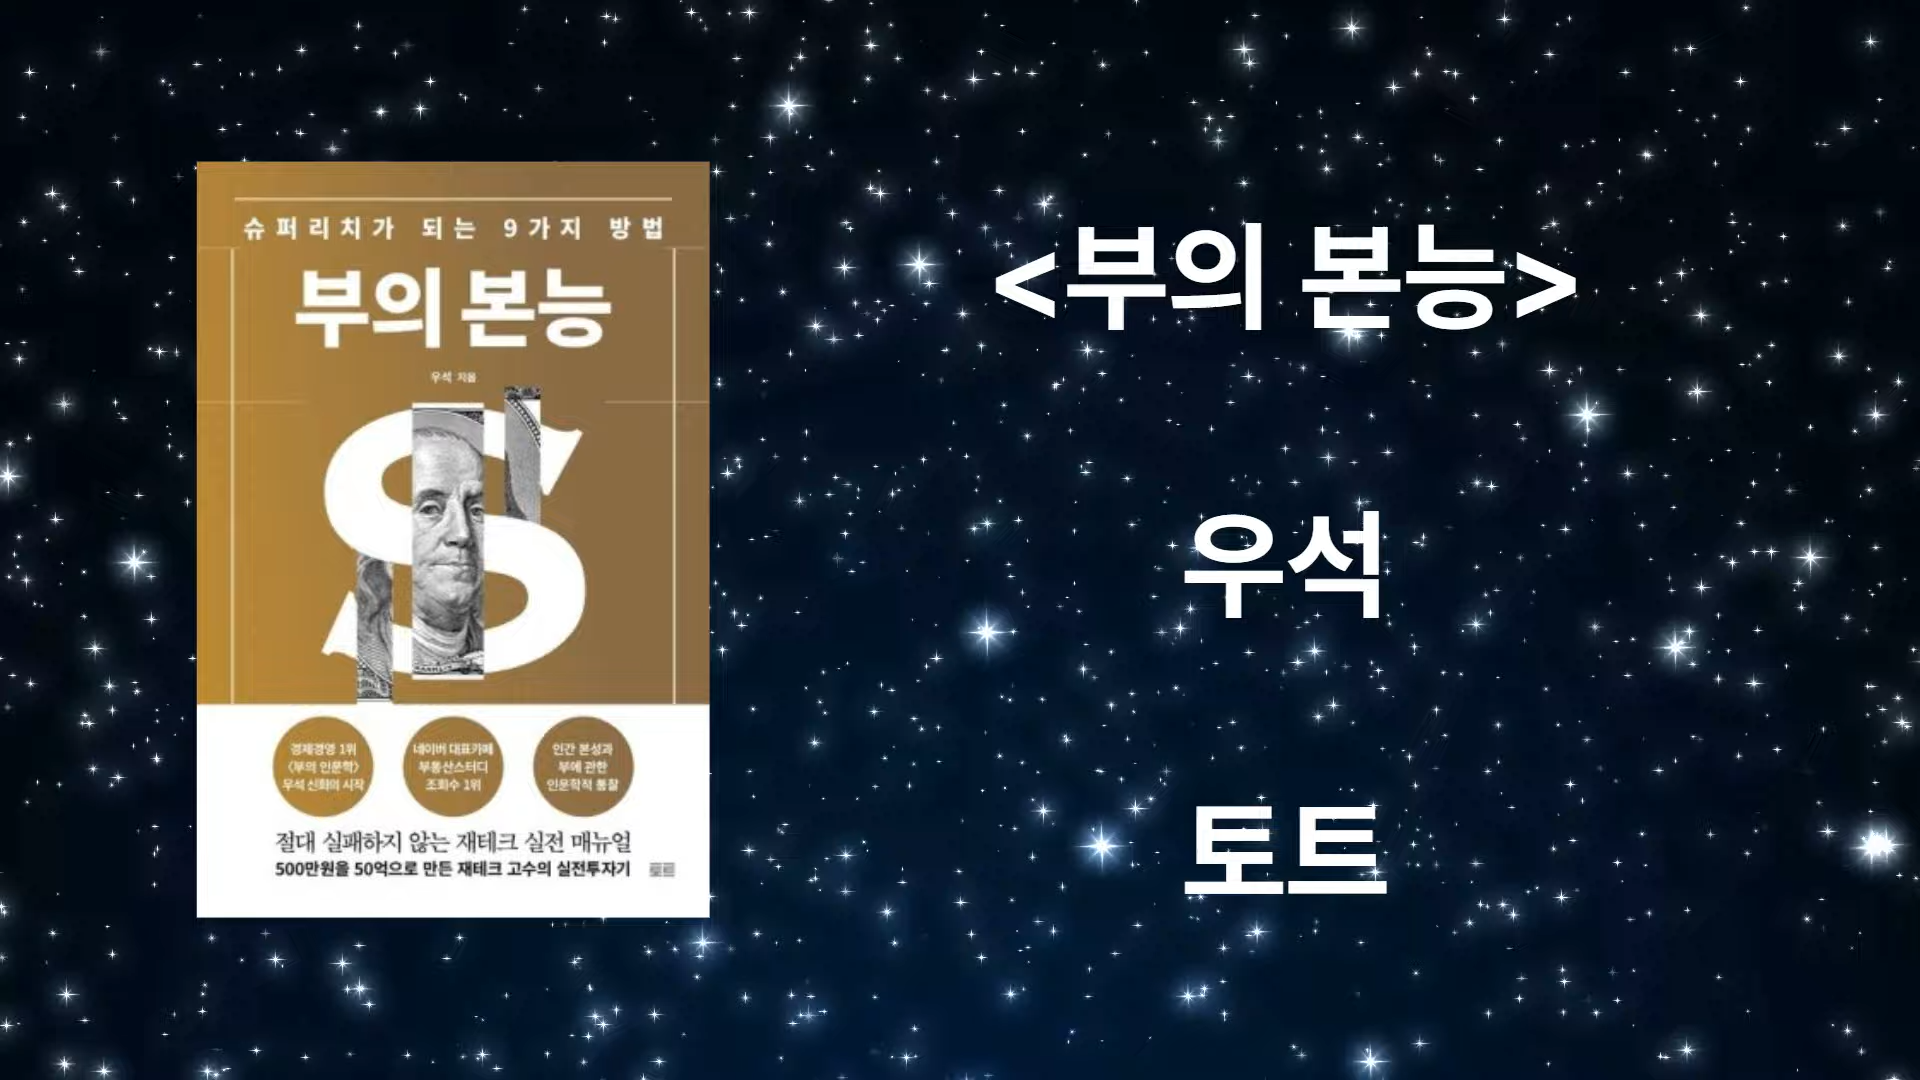 슈퍼리치가 되는 9가지 방법
부의 본능
우석 지음
경제경영 1위
<부의 인문학>
우석 신화의 시작
네이버 대표카페
부동산스터디
조회수 1위
인간 본성과
부에 관한
인문학적 통찰
절대 실패하지 않는 재테크 실전 매뉴얼
500만원을 50억으로 만든 재테크 고수의 실전투자기
토트
<부의 본능>
우석
토트